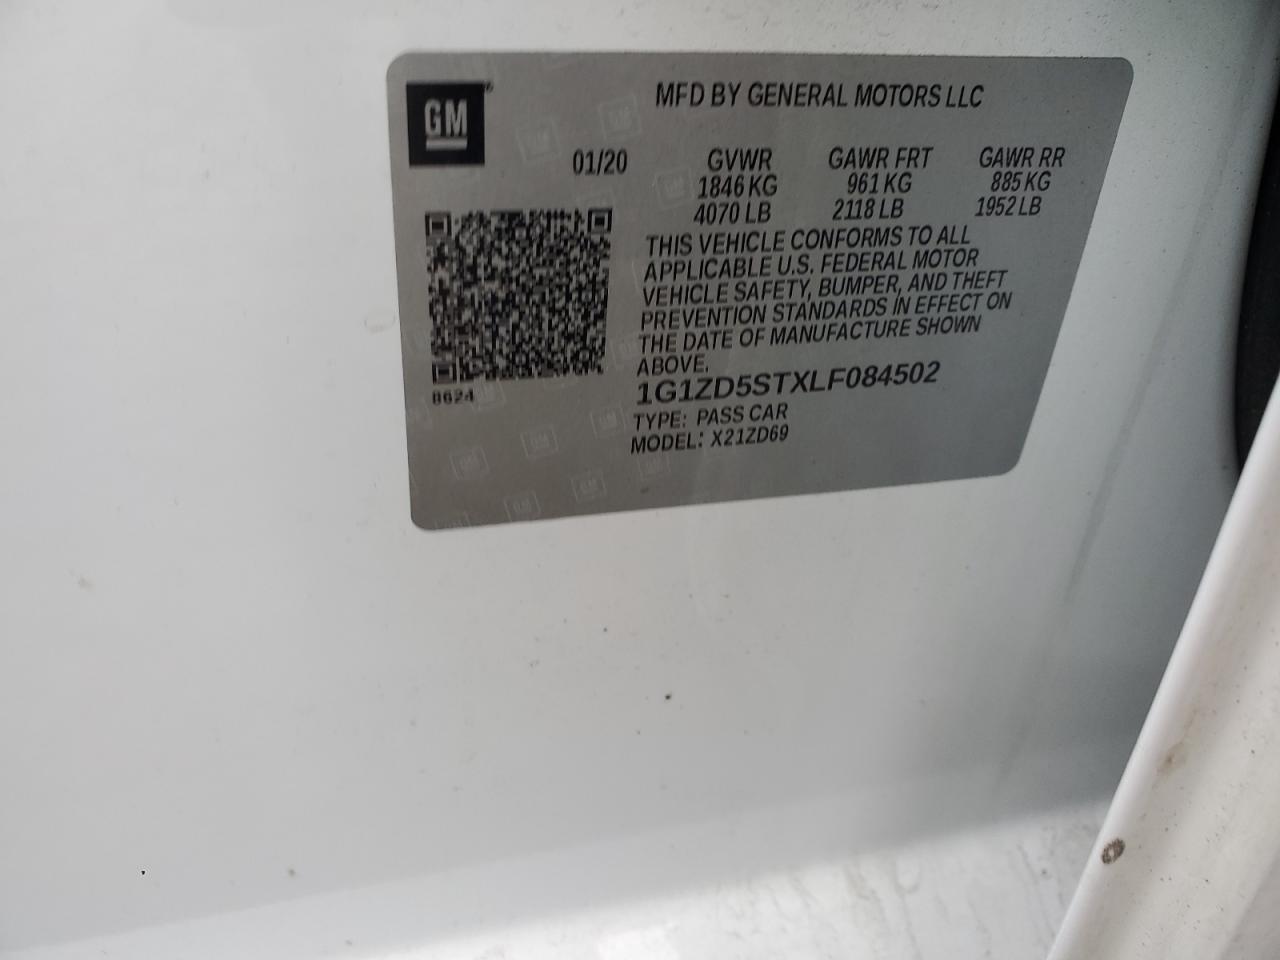 GM
MFD BY GENERAL MOTORS LLC
01/20 GVWR GAWR FRT GAWR RR
1846 KG 961 KG 885 KG
4070 LB 2118 LB 1952 LB
THIS VEHICLE CONFORMS TO ALL
APPLICABLE U.S. FEDERAL MOTOR
VEHICLE SAFETY, BUMPER, AND THEFT
PREVENTION STANDARDS IN EFFECT ON
THE DATE OF MANUFACTURE SHOWN
ABOVE.
8624
1G1ZD5STXLF084502
TYPE: PASS CAR
MODEL: X21ZD69